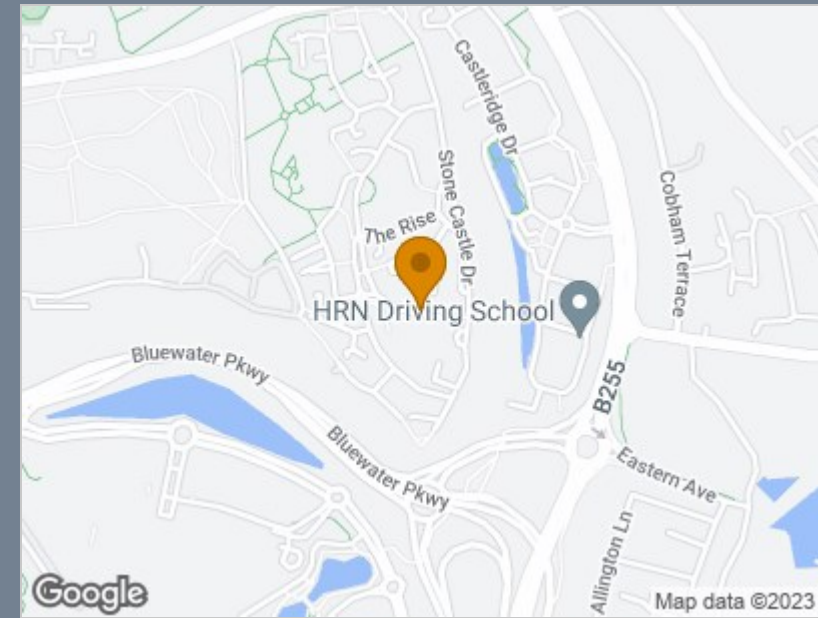 Castleridge Dr
Stone Castle Dr
Cobham Terrace
The Rise
HRN Driving School
Bluewater Pkwy
B255
Bluewater Pkwy
Eastern Ave
Allington Ln
Google
Map data ©2023